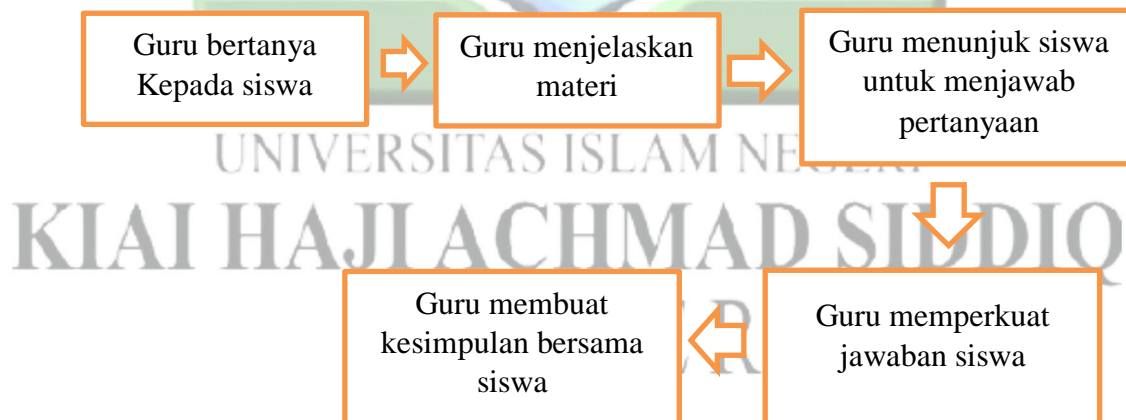 Guru bertanya
Kepada siswa
Guru menjelaskan
materi
Guru menunjuk siswa
untuk menjawab
pertanyaan
UNIVERSITAS ISLAM
KIAI HAJI ACHMAD SIDDIQ
Guru memperkuat
jawaban siswa
Guru membuat
kesimpulan bersama
siswa